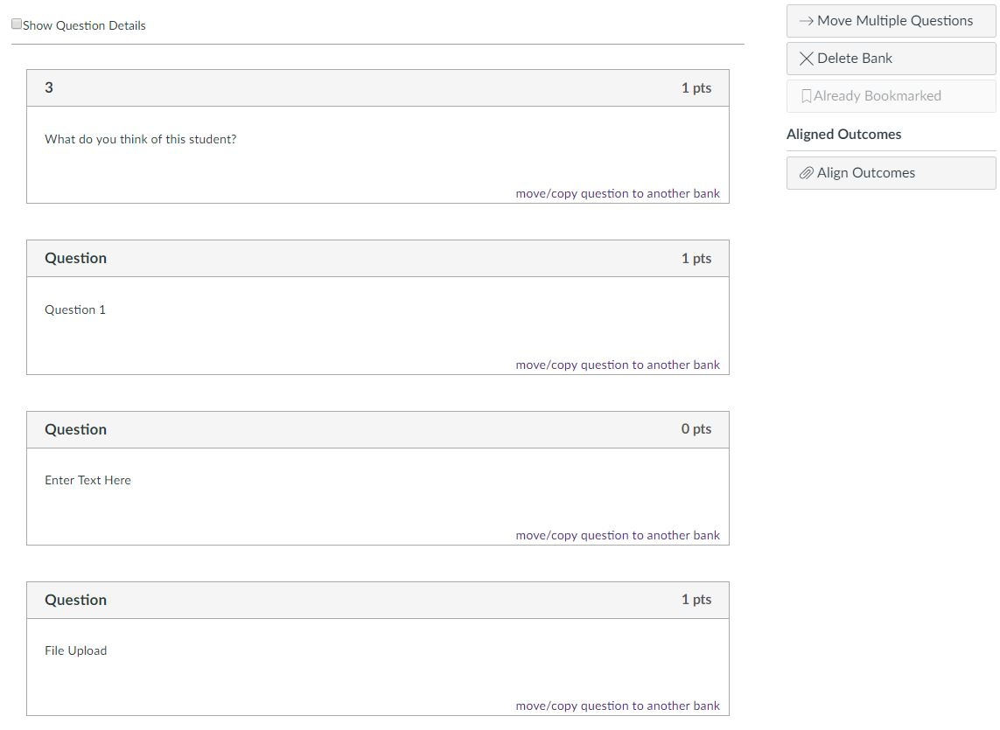 Show Question Details
3 1 pts
What do you think of this student?
move/copy question to another bank
Question 1 pts
Question 1
move/copy question to another bank
Question 0 pts
Enter Text Here
move/copy question to another bank
Question 1 pts
File Upload
move/copy question to another bank
Move Multiple Questions
Delete Bank
Already Bookmarked
Aligned Outcomes
Align Outcomes